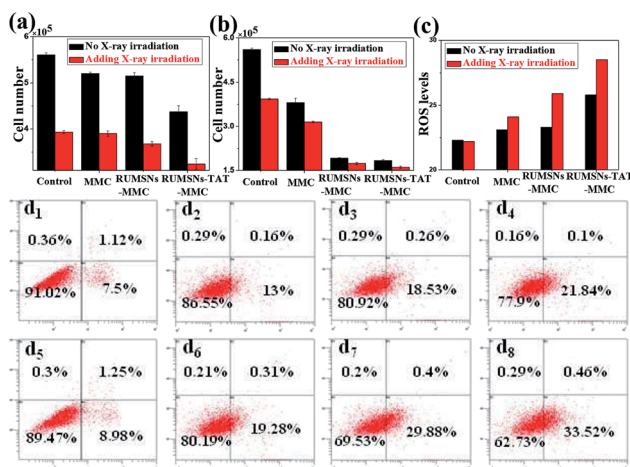 (a)
6 ×10⁵
No X-ray irradiation
Adding X-ray irradiation
Cell number
5
4
Control MMC RUMSNs RUMSNs-TAT
-MMC -MMC
(b)
6.0 ×10⁵
No X-ray irradiation
Adding X-ray irradiation
Cell number
4.5
3.0
1.5
Control MMC RUMSNs RUMSNs-TAT
-MMC -MMC
(c)
30
No X-ray irradiation
Adding X-ray irradiation
ROS levels
25
20
Control MMC RUMSNs RUMSNs-TAT
-MMC -MMC
d1
0.36% 1.12%
91.02% 7.5%
d2
0.29% 0.16%
86.55% 13%
d3
0.29% 0.26%
80.92% 18.53%
d4
0.16% 0.1%
77.9% 21.84%
d5
0.3% 1.25%
89.47% 8.98%
d6
0.21% 0.31%
80.19% 19.28%
d7
0.2% 0.4%
69.53% 29.88%
d8
0.29% 0.46%
62.73% 33.52%